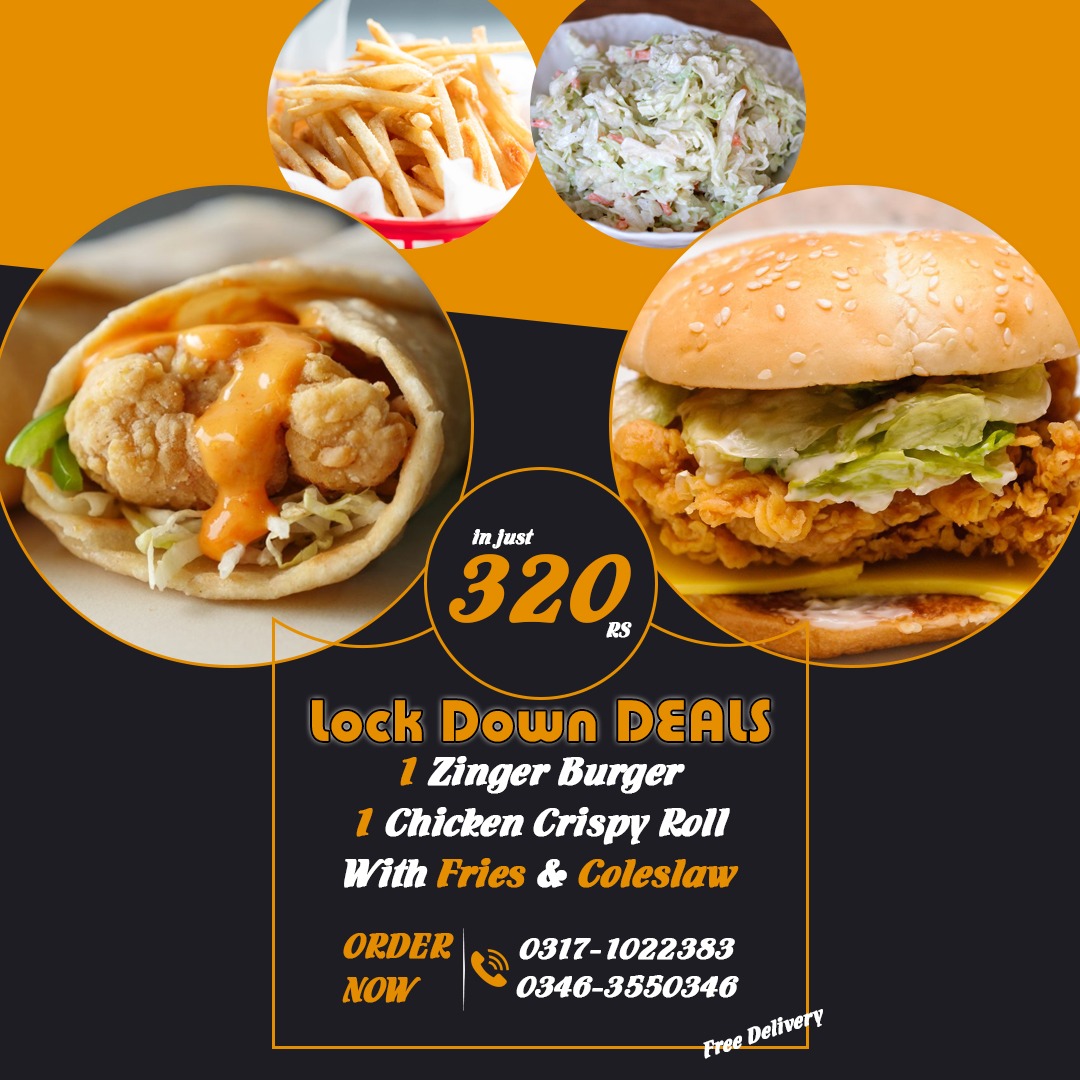 in just
320
RS
Lock Down DEALS
1 Zinger Burger
1 Chicken Crispy Roll
With Fries & Coleslaw
ORDER NOW
0317-1022383
0346-3550346
Free Delivery